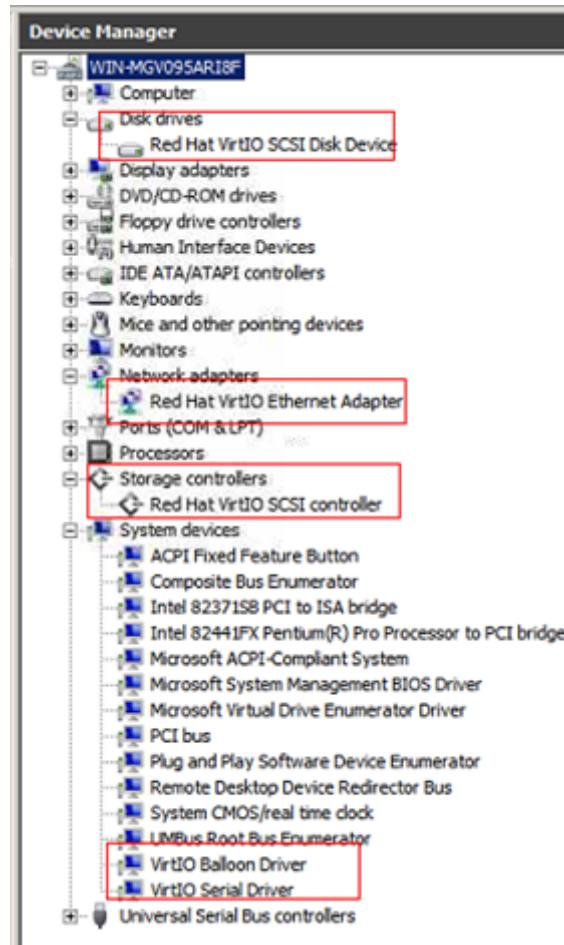 Device Manager
WIN-MGV095ARI8F
Computer
Disk drives
Red Hat VirtIO SCSI Disk Device
Display adapters
DVD/CD-ROM drives
Floppy drive controllers
Human Interface Devices
IDE ATA/ATAPI controllers
Keyboards
Mice and other pointing devices
Monitors
Network adapters
Red Hat VirtIO Ethernet Adapter
Ports (COM & LPT)
Processors
Storage controllers
Red Hat VirtIO SCSI controller
System devices
ACPI Fixed Feature Button
Composite Bus Enumerator
Intel 82371SB PCI to ISA bridge
Intel 82441FX Pentium(R) Pro Processor to PCI bridge
Microsoft ACPI-Compliant System
Microsoft System Management BIOS Driver
Microsoft Virtual Drive Enumerator Driver
PCI bus
Plug and Play Software Device Enumerator
Remote Desktop Device Redirector Bus
System CMOS/real time clock
UMBus Root Bus Enumerator
VirtIO Balloon Driver
VirtIO Serial Driver
Universal Serial Bus controllers